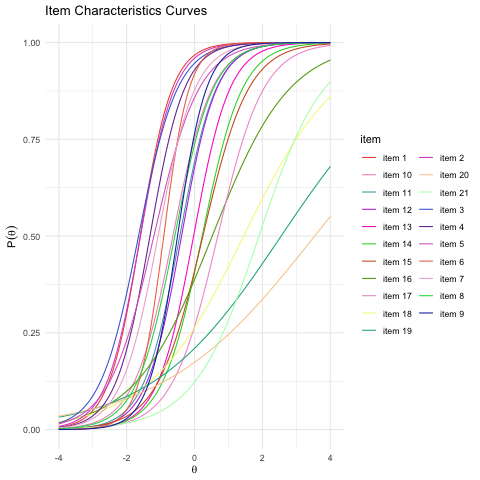 Item Characteristics Curves
P(θ)
1.00
0.75
0.50
0.25
0.00
-4
-2
0
2
4
θ
item
item 1
item 2
item 10
item 20
item 11
item 21
item 12
item 3
item 13
item 4
item 14
item 5
item 15
item 6
item 16
item 7
item 17
item 8
item 18
item 9
item 19